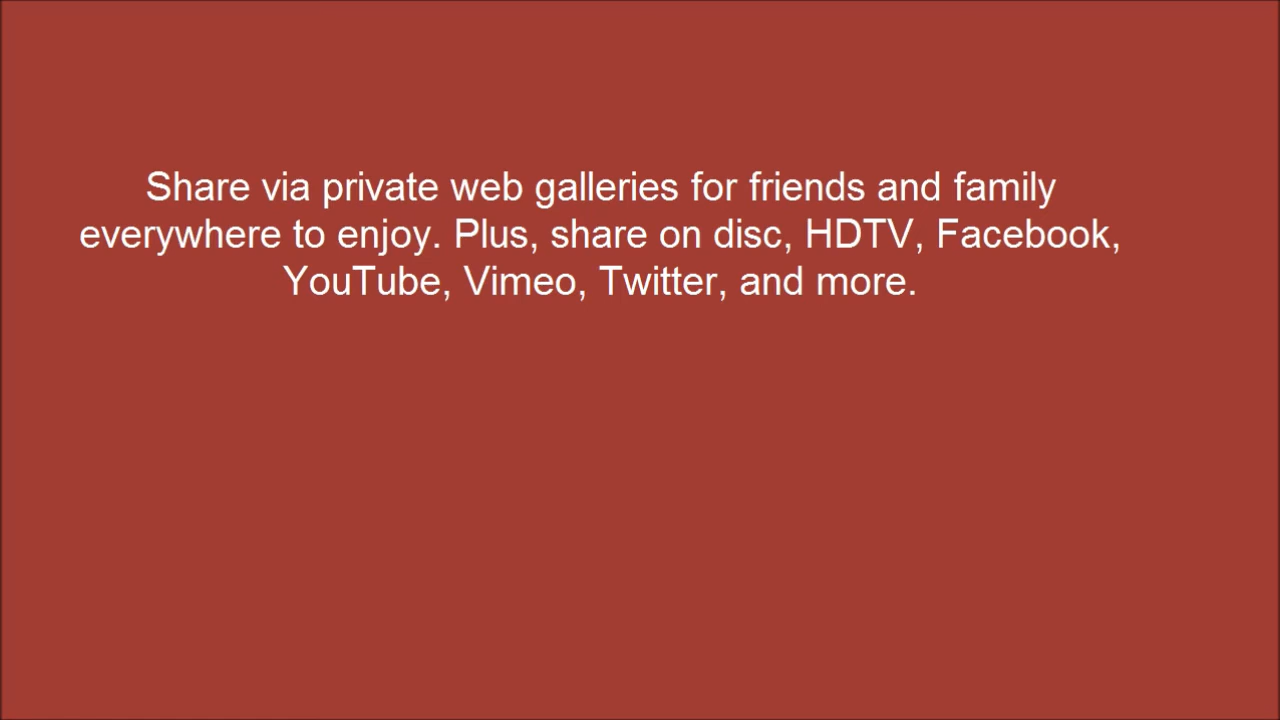 Share via private web galleries for friends and family
everywhere to enjoy. Plus, share on disc, HDTV, Facebook,
YouTube, Vimeo, Twitter, and more.